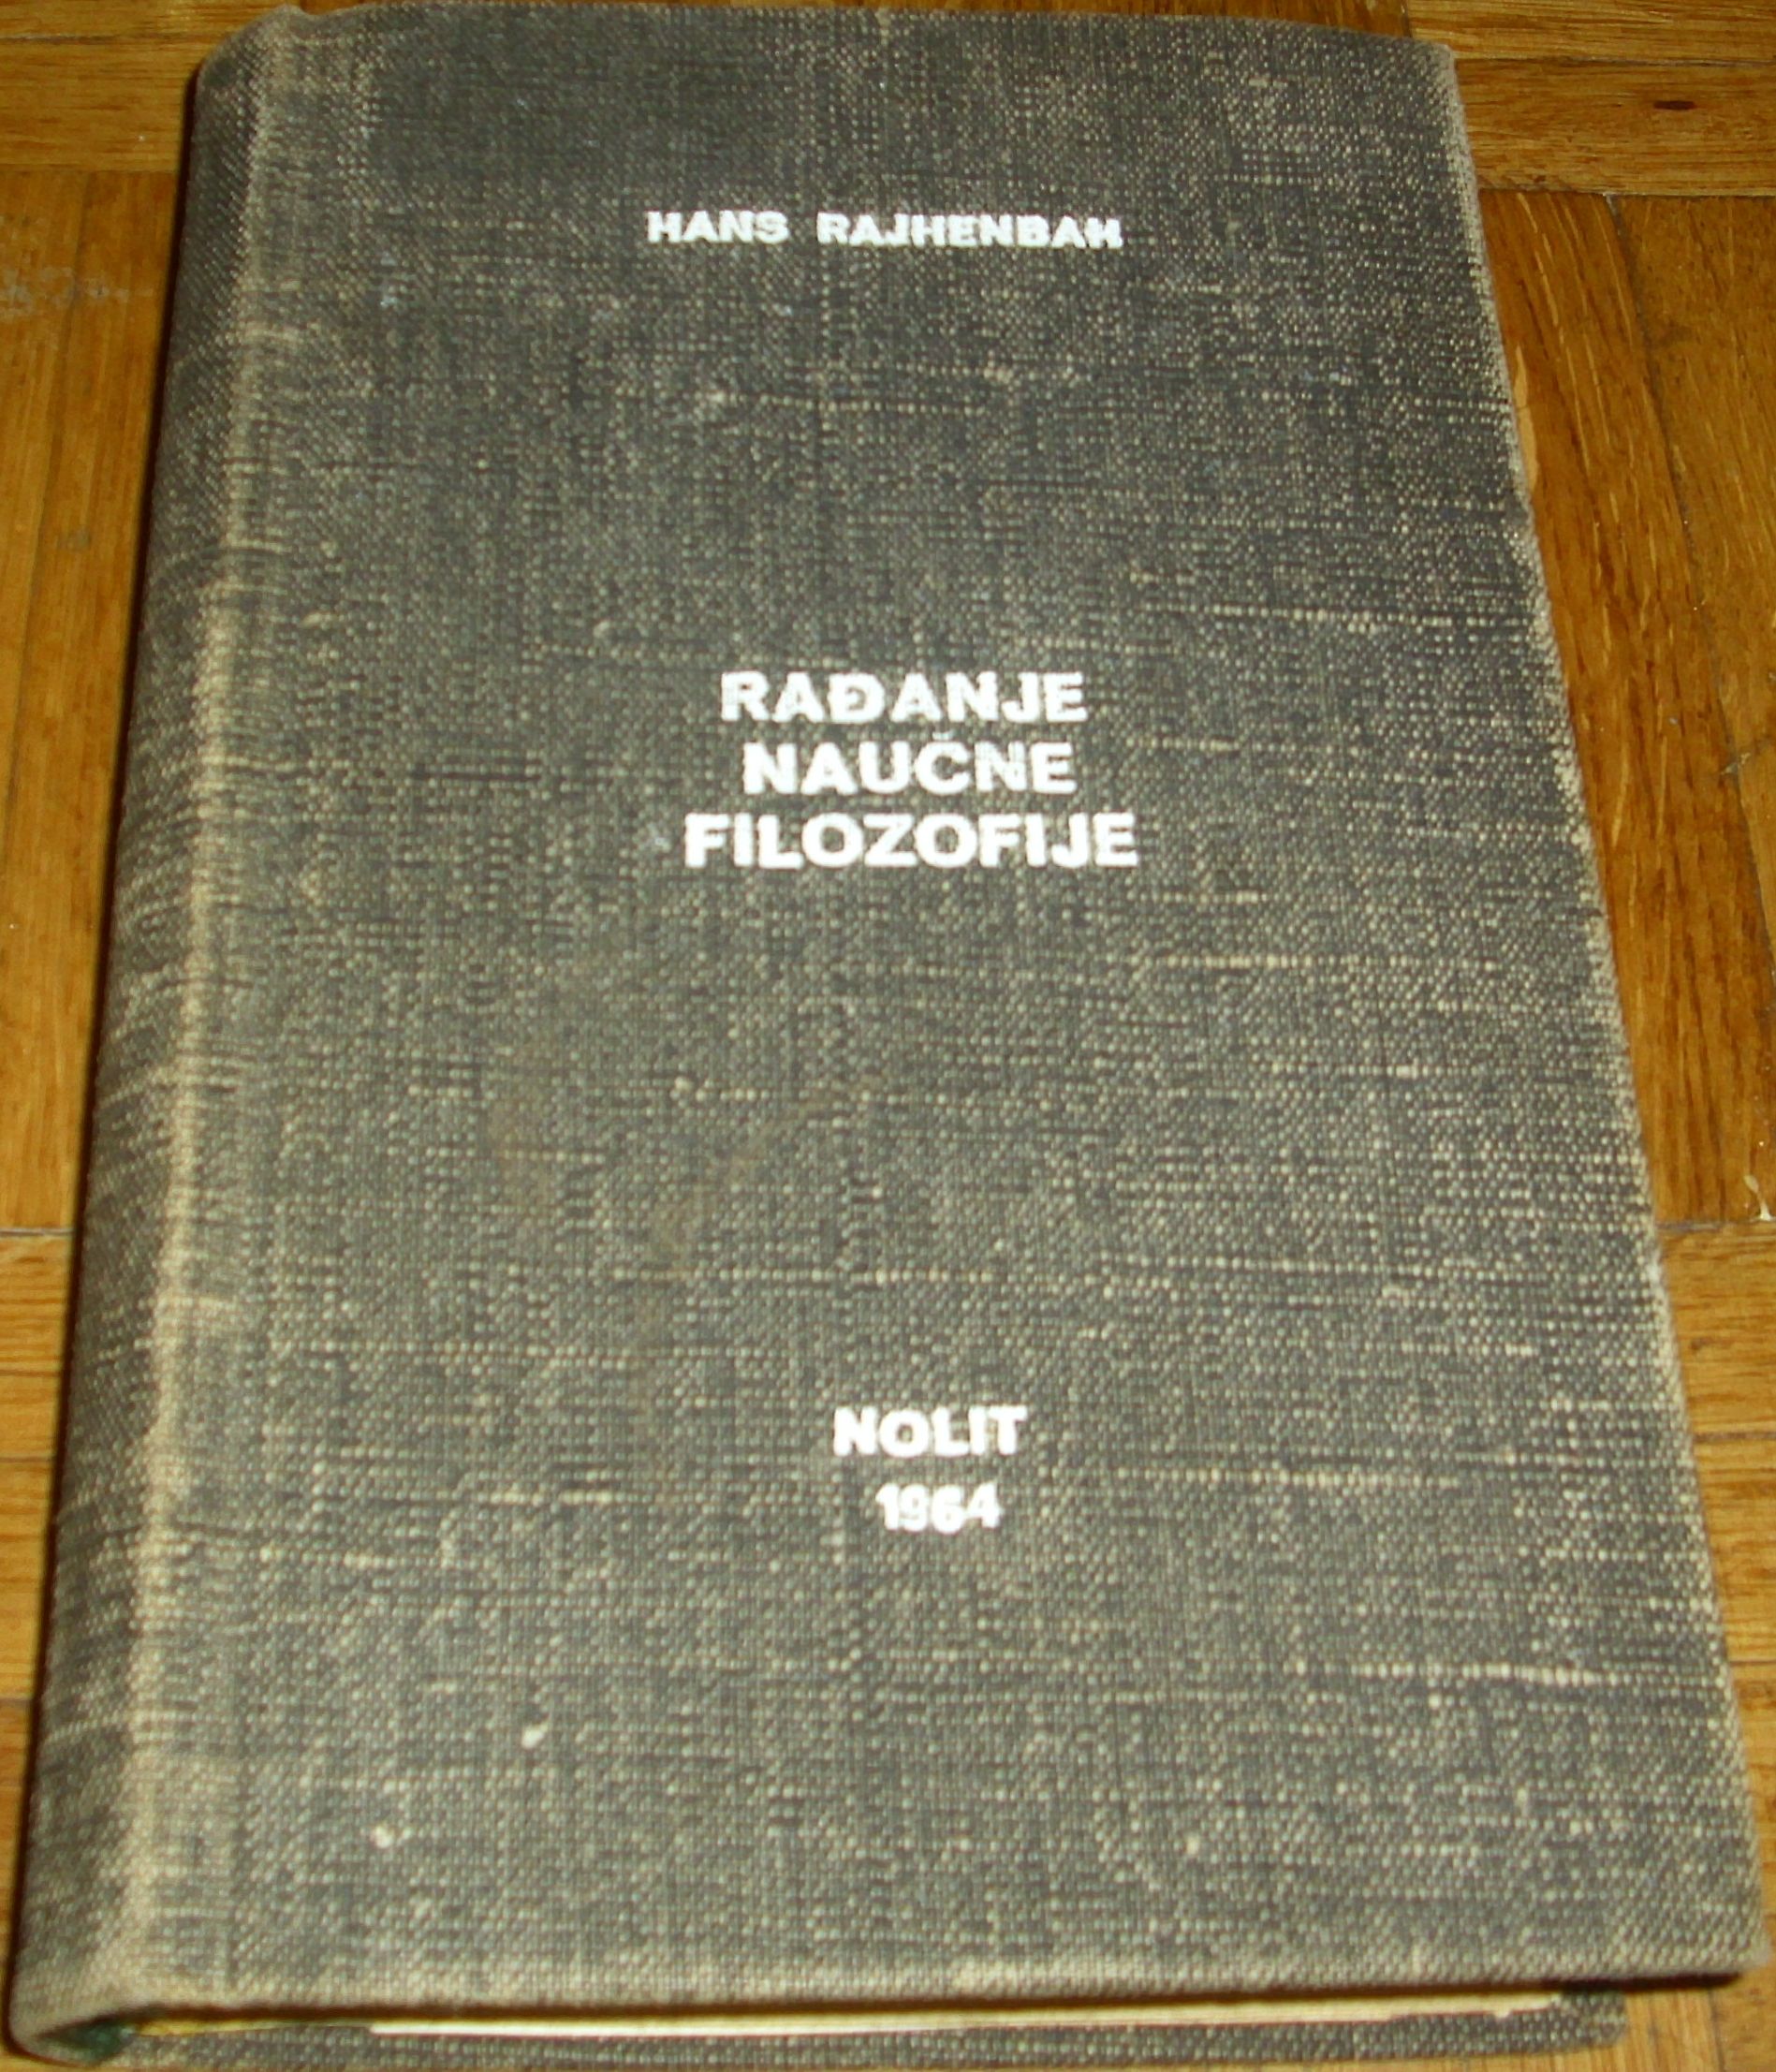 HANS RAJHENBAH
RAĐANJE
NAUČNE
FILOZOFIJE
NOLIT
1964